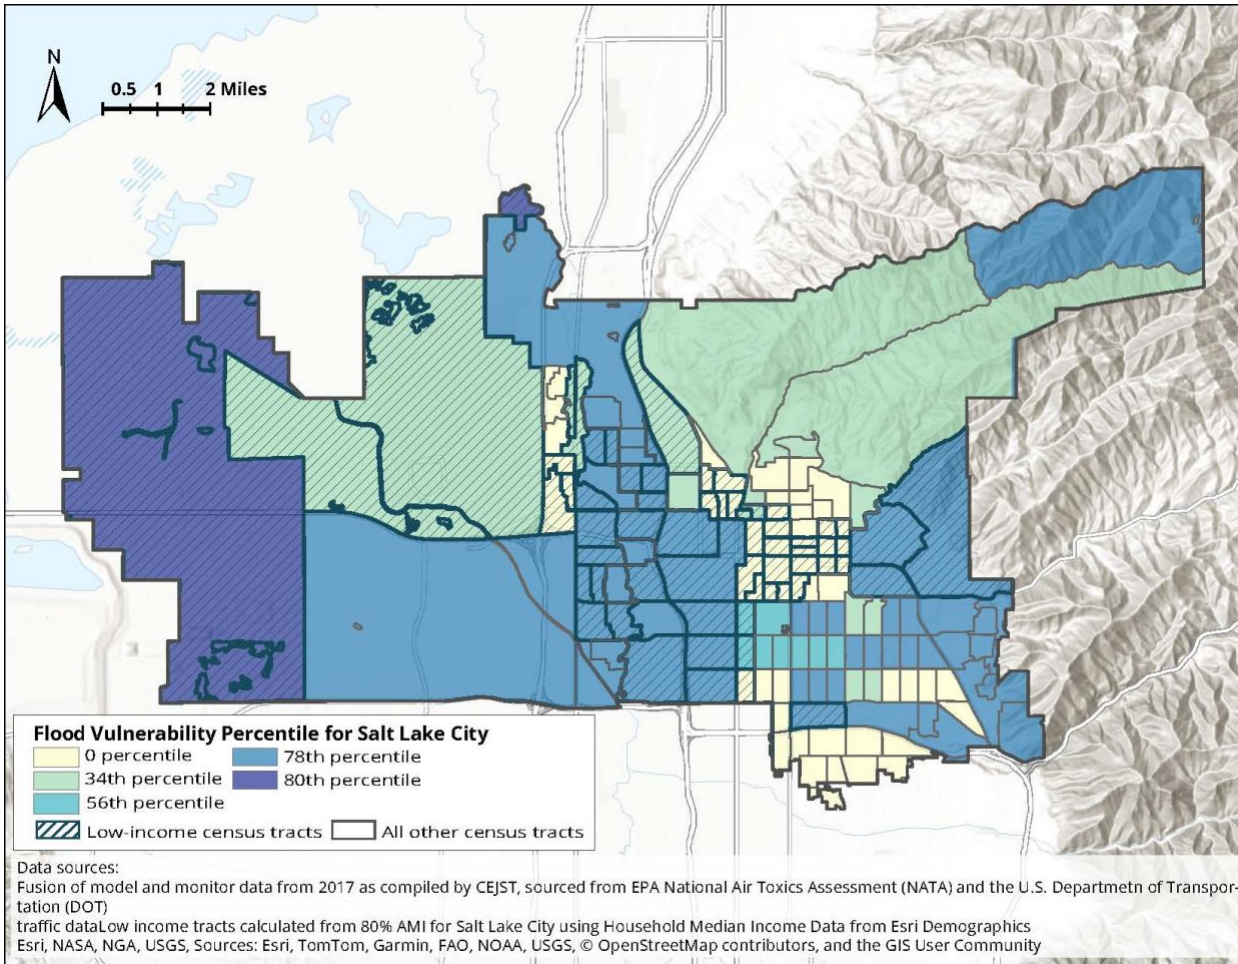 N
0.5 1 2 Miles
Flood Vulnerability Percentile for Salt Lake City
0 percentile 78th percentile
34th percentile 80th percentile
56th percentile
Low-income census tracts All other census tracts
Data sources:
Fusion of model and monitor data from 2017 as compiled by CEJST, sourced from EPA National Air Toxics Assessment (NATA) and the U.S. Departmetn of Transpor-
tation (DOT)
traffic dataLow income tracts calculated from 80% AMI for Salt Lake City using Household Median Income Data from Esri Demographics
Esri, NASA, NGA, USGS, Sources: Esri, TomTom, Garmin, FAO, NOAA, USGS, © OpenStreetMap contributors, and the GIS User Community